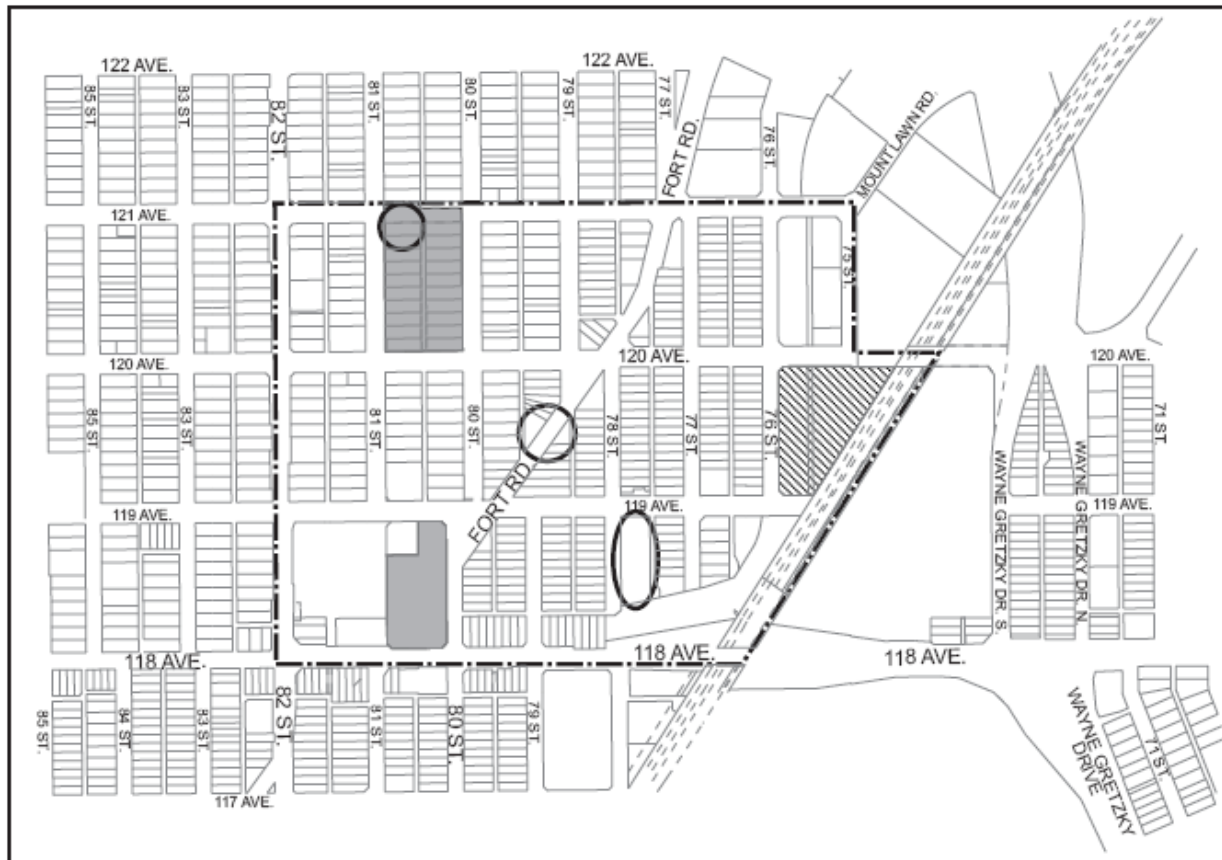 122 AVE.
122 AVE.
85 ST.
83 ST.
82 ST.
81 ST.
80 ST.
79 ST.
77 ST.
FORT RD.
76 ST.
MOUNT LAWN RD.
121 AVE.
75 ST.
120 AVE.
120 AVE.
120 AVE.
85 ST.
83 ST.
81 ST.
80 ST.
78 ST.
77 ST.
76 ST.
71 ST
FORT RD.
WAYNE GRETZKY DR. S.
WAYNE GRETZKY DR. N.
119 AVE.
119 AVE.
119 AVE.
118 AVE.
118 AVE.
118 AVE.
85 ST.
84 ST.
83 ST.
82 ST.
81 ST.
80 ST.
79 ST.
71 ST.
WAYNE GRETZKY
DRIVE
117 AVE.